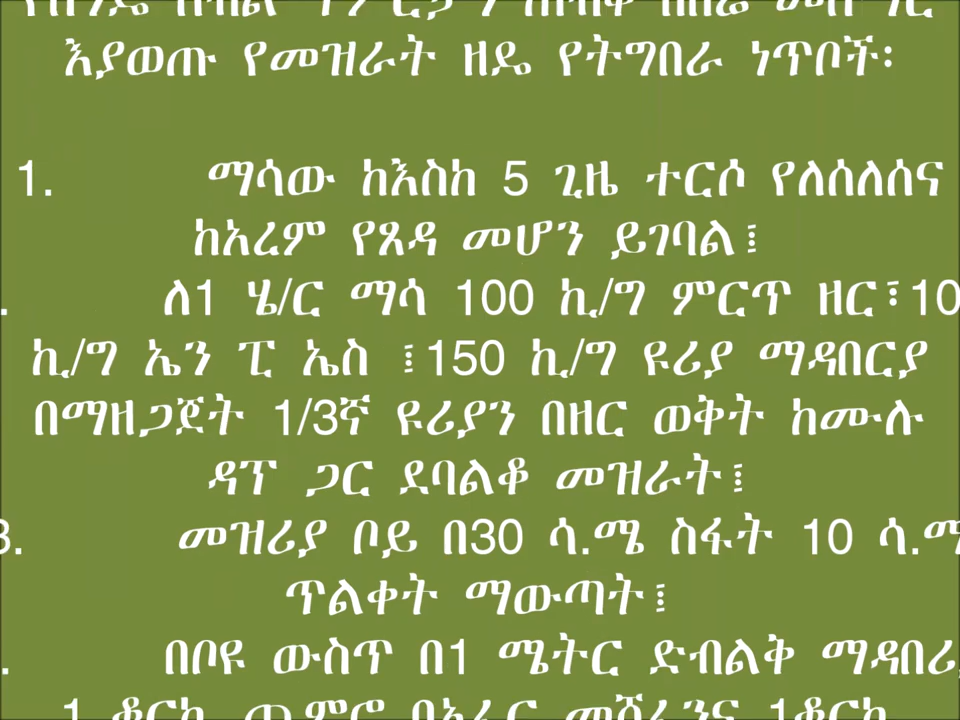 እያወጡ የመዝራት ዘዴ የትግበራ ነጥቦች፡
1. ማሳው ከእስከ 5 ጊዜ ተርሶ የለሰለሰና
ከአረም የጸዳ መሆን ይገባል፤
ለ1 ሄ/ር ማሳ 100 ኪ/ግ ምርጥ ዘር፣10
ኪ/ግ ኤን ፒ ኤስ ፤150 ኪ/ግ ዩሪያ ማዳበርያ
በማዘጋጀት 1/3ኛ ዩሪያን በዘር ወቅት ከሙሉ
ዳፕ ጋር ደባልቆ መዝራት፤
3. መዝሪያ ቦይ በ30 ሳ.ሜ ስፋት 10 ሳ.ሜ
ጥልቀት ማውጣት፤
በቦዩ ውስጥ በ1 ሜትር ድብልቅ ማዳበሪ